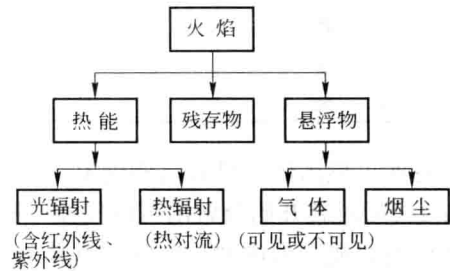 火焰
热能 残存物 悬浮物
光辐射 热辐射 气体 烟尘
(含红外线、 (热对流) (可见或不可见)
紫外线)